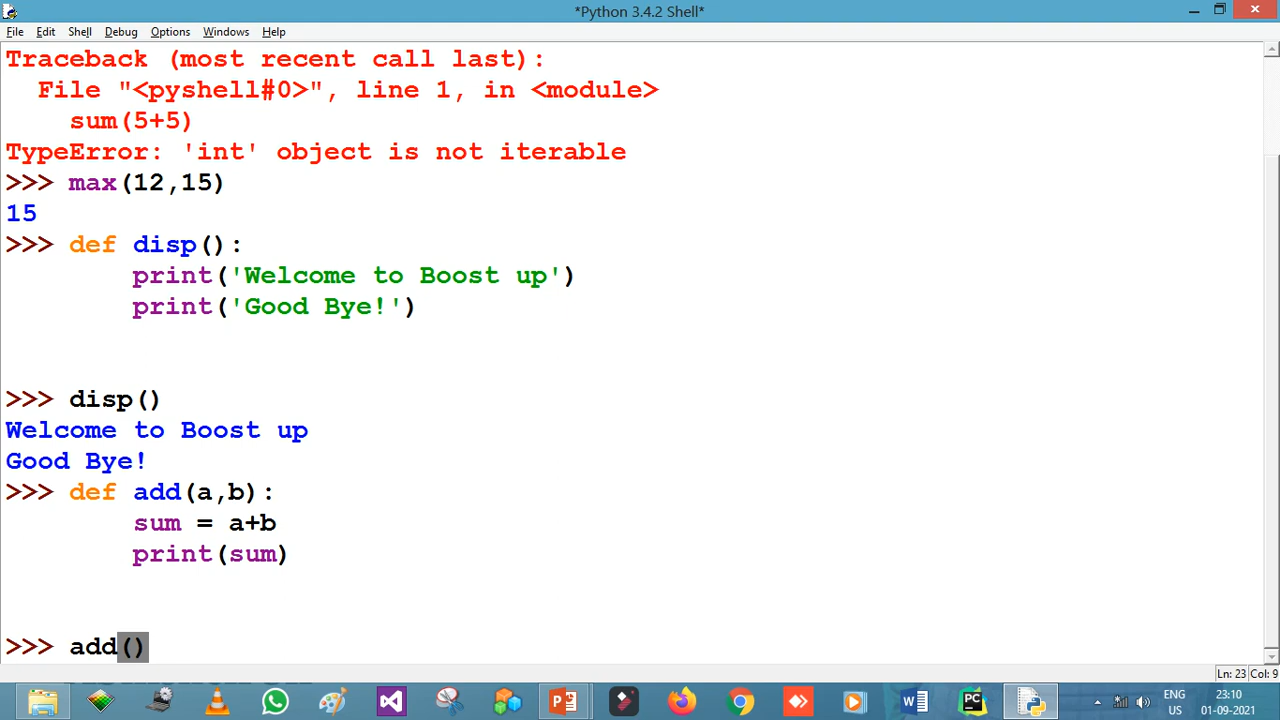 *Python 3.4.2 Shell*
File Edit Shell Debug Options Windows Help
Traceback (most recent call last):
  File "<pyshell#0>", line 1, in <module>
    sum(5+5)
TypeError: 'int' object is not iterable
>>> max(12,15)
15
>>> def disp():
        print('Welcome to Boost up')
        print('Good Bye!')
>>> disp()
Welcome to Boost up
Good Bye!
>>> def add(a,b):
        sum = a+b
        print(sum)
>>> add()
Ln: 23 Col: 9
ENG 23:10
US 01-09-2021